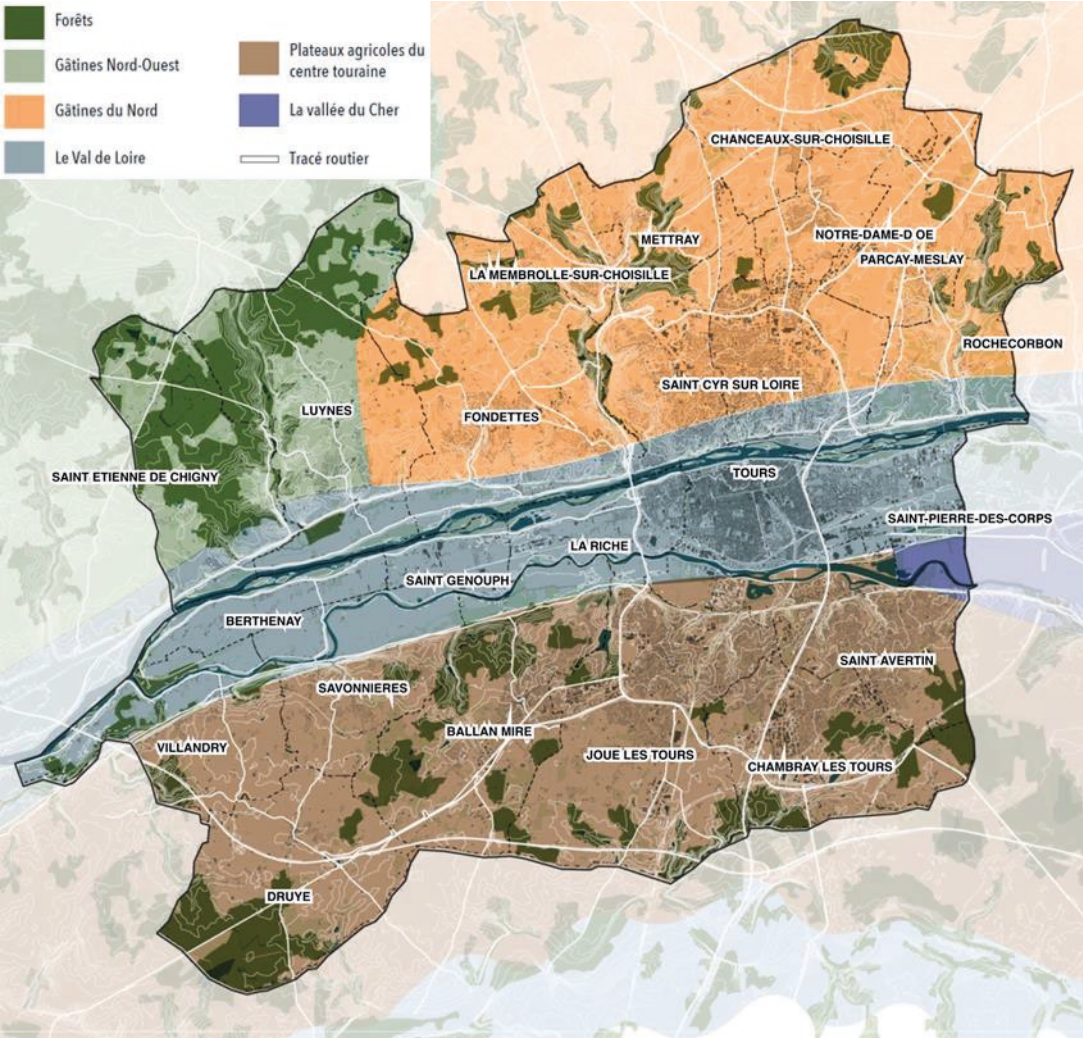 Forêts
Gâtines Nord-Ouest
Gâtines du Nord
Le Val de Loire
Plateaux agricoles du
centre touraine
La vallée du Cher
Tracé routier
CHANCEAUX-SUR-CHOISILLE
METTRAY
NOTRE-DAME-D OE
PARCAY-MESLAY
LA MEMBROLLE-SUR-CHOISILLE
ROCHECORBON
SAINT CYR SUR LOIRE
LUYNES
FONDETTES
SAINT ETIENNE DE CHIGNY
TOURS
SAINT-PIERRE-DES-CORPS
LA RICHE
SAINT GENOUPH
BERTHENAY
SAINT AVERTIN
SAVONNIERES
BALLAN MIRE
VILLANDRY
JOUE LES TOURS
CHAMBRAY LES TOURS
DRUYE